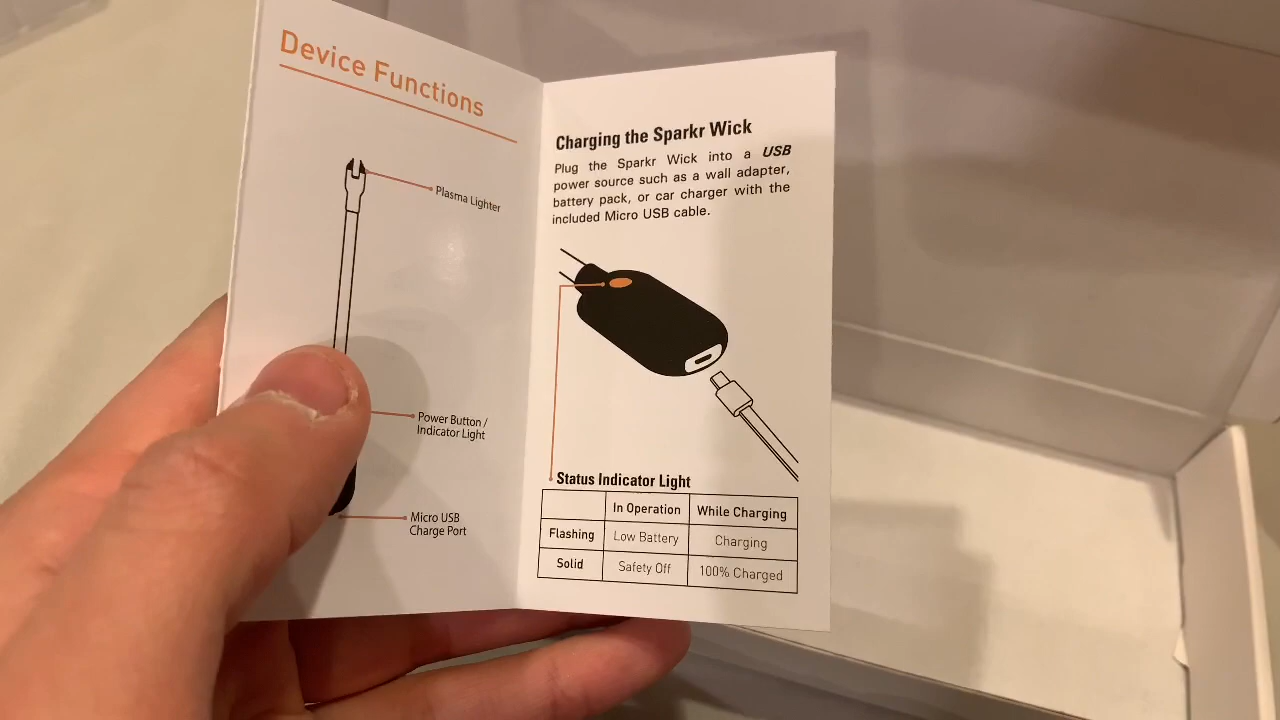 Device Functions
Plasma Lighter
Power Button /
Indicator Light
Micro USB
Charge Port
Charging the Sparkr Wick
Plug the Sparkr Wick into a USB
power source such as a wall adapter,
battery pack, or car charger with the
included Micro USB cable.
Status Indicator Light
In Operation While Charging
Flashing Low Battery Charging
Solid Safety Off 100% Charged